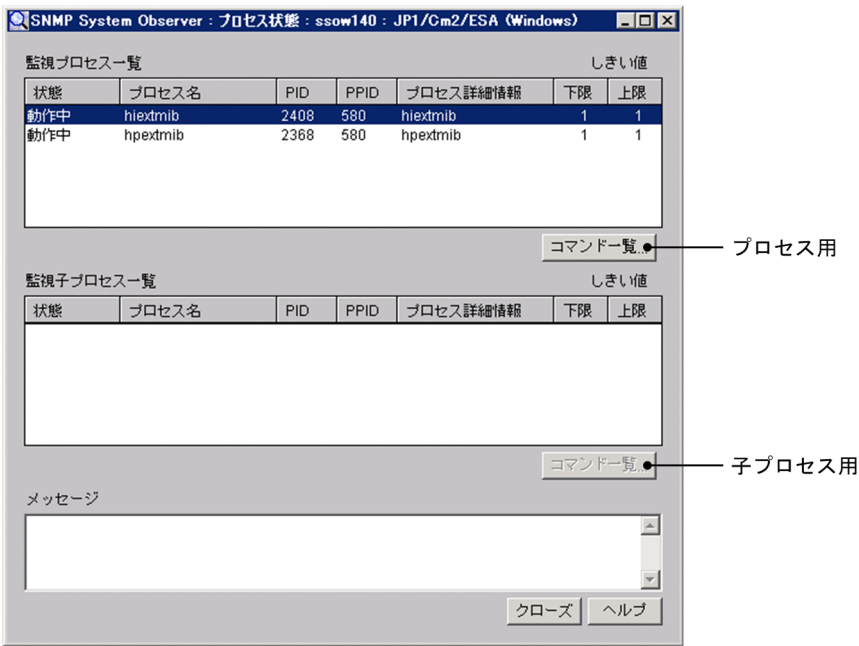 SNMP System Observer : プロセス状態 : ssow140 : JP1/Cm2/ESA (Windows)
監視プロセス一覧 しきい値
状態 プロセス名 PID PPID プロセス詳細情報 下限 上限
動作中 hiextmib 2408 580 hiextmib 1 1
動作中 hpextmib 2368 580 hpextmib 1 1
コマンド一覧... プロセス用
監視子プロセス一覧 しきい値
状態 プロセス名 PID PPID プロセス詳細情報 下限 上限
コマンド一覧... 子プロセス用
メッセージ
クローズ ヘルプ